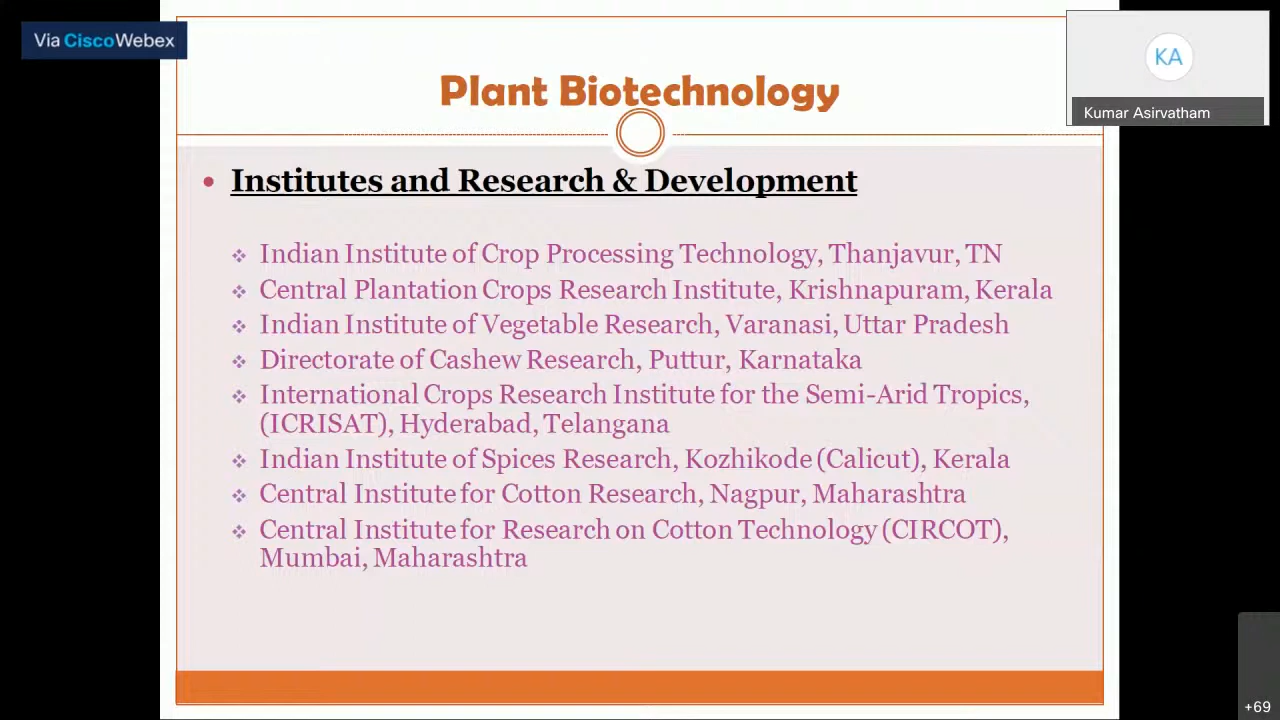 Via CiscoWebex
KA
Kumar Asirvatham
Plant Biotechnology
• Institutes and Research & Development
❖ Indian Institute of Crop Processing Technology, Thanjavur, TN
❖ Central Plantation Crops Research Institute, Krishnapuram, Kerala
❖ Indian Institute of Vegetable Research, Varanasi, Uttar Pradesh
❖ Directorate of Cashew Research, Puttur, Karnataka
❖ International Crops Research Institute for the Semi-Arid Tropics,
(ICRISAT), Hyderabad, Telangana
❖ Indian Institute of Spices Research, Kozhikode (Calicut), Kerala
❖ Central Institute for Cotton Research, Nagpur, Maharashtra
❖ Central Institute for Research on Cotton Technology (CIRCOT),
Mumbai, Maharashtra
+69